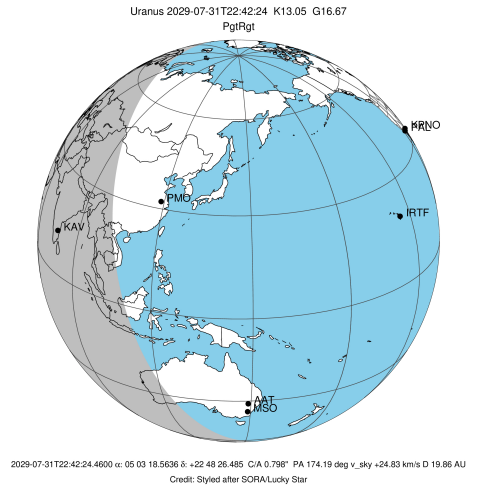 Uranus 2029-07-31T22:42:24  K13.05  G16.67
PgtRgt
KPNO
PAL
PMO
IRTF
KAV
AAT
MSO
2029-07-31T22:42:24.4600 α: 05 03 18.5636 δ: +22 48 26.485  C/A 0.798"  PA 174.19 deg v_sky +24.83 km/s D 19.86 AU
Credit: Styled after SORA/Lucky Star